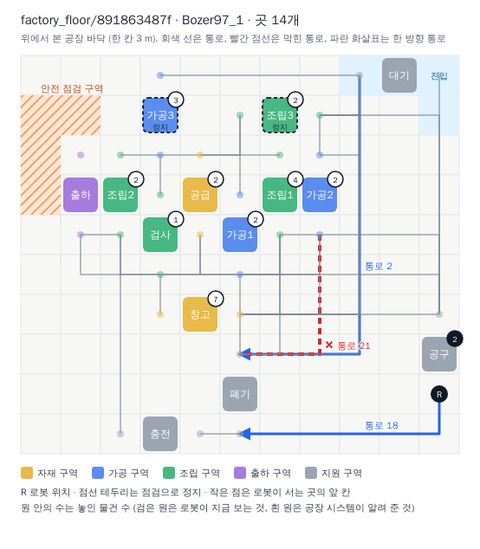 factory_floor/891863487f · Bozer97_1 · 곳 14개
위에서 본 공장 바닥 (한 칸 3 m). 회색 선은 통로, 빨간 점선은 막힌 통로, 파란 화살표는 한 방향 통로
대기
진입
안전 점검 구역
3
가공3
정지
2
조립3
정지
출하
2
조립2
2
공급
4
조립1
2
가공2
1
검사
가공1
2
통로 2
7
창고
✕ 통로 21
2
공구
폐기
R
통로 18
충전
자재 구역
가공 구역
조립 구역
출하 구역
지원 구역
R 로봇 위치 · 점선 테두리는 점검으로 정지 · 작은 점은 로봇이 서는 곳의 앞 칸
원 안의 수는 놓인 물건 수 (검은 원은 로봇이 지금 보는 것, 흰 원은 공장 시스템이 알려 준 것)